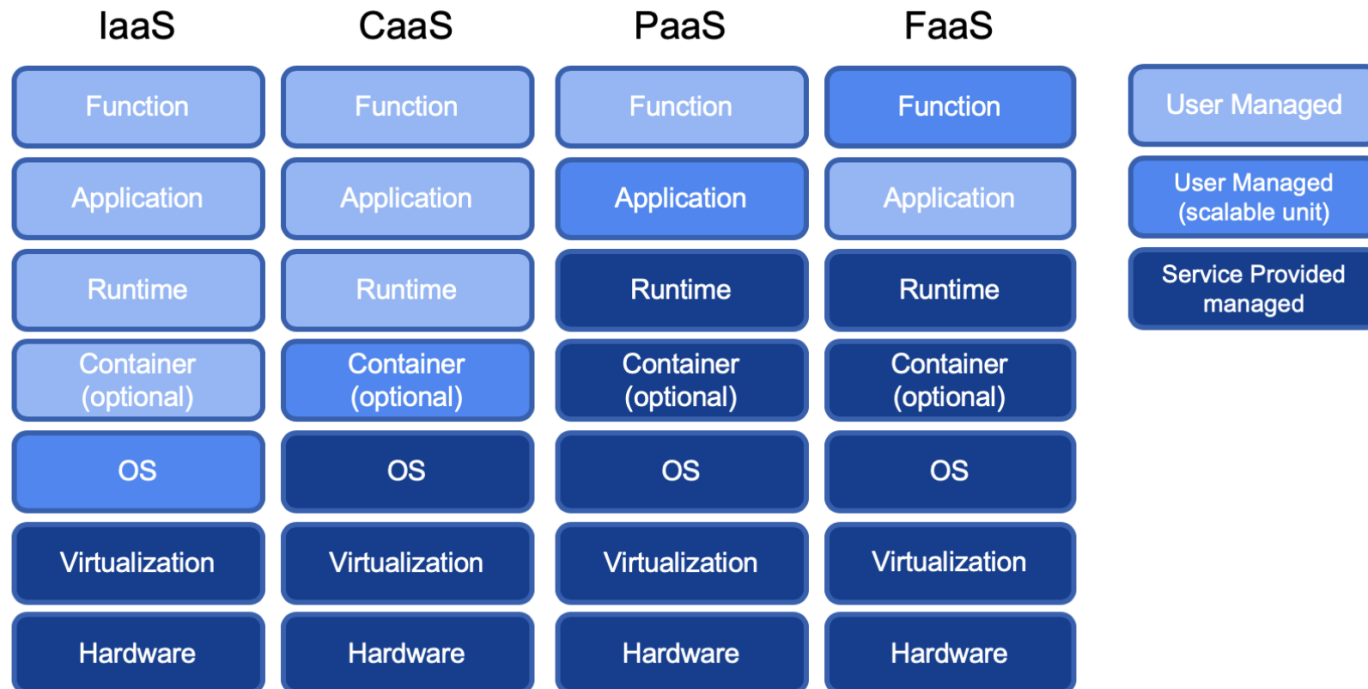 IaaS
CaaS
PaaS
FaaS
Function
Function
Function
Function
User Managed
Application
Application
Application
Application
User Managed
(scalable unit)
Runtime
Runtime
Runtime
Runtime
Service Provided
managed
Container
(optional)
Container
(optional)
Container
(optional)
Container
(optional)
OS
OS
OS
OS
Virtualization
Virtualization
Virtualization
Virtualization
Hardware
Hardware
Hardware
Hardware